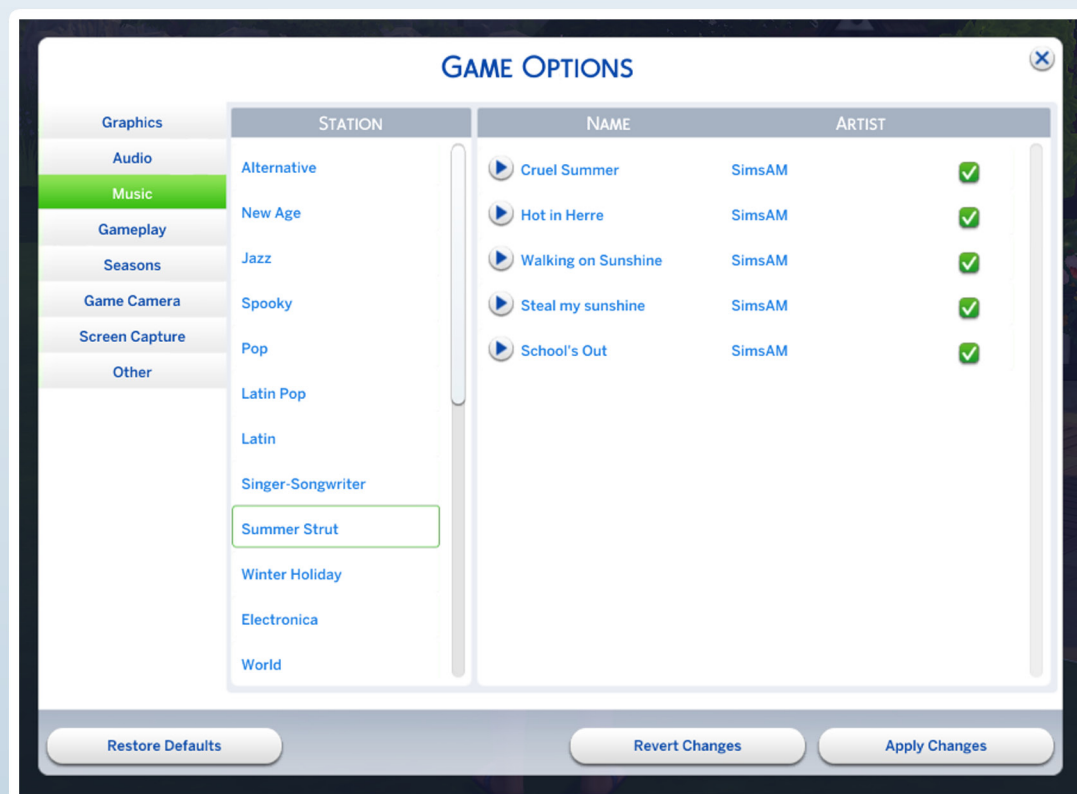 GAME OPTIONS
Graphics
Audio
Music
Gameplay
Seasons
Game Camera
Screen Capture
Other
STATION
Alternative
New Age
Jazz
Spooky
Pop
Latin Pop
Latin
Singer-Songwriter
Summer Strut
Winter Holiday
Electronica
World
NAME ARTIST
Cruel Summer SimsAM
Hot in Herre SimsAM
Walking on Sunshine SimsAM
Steal my sunshine SimsAM
School's Out SimsAM
Restore Defaults Revert Changes Apply Changes